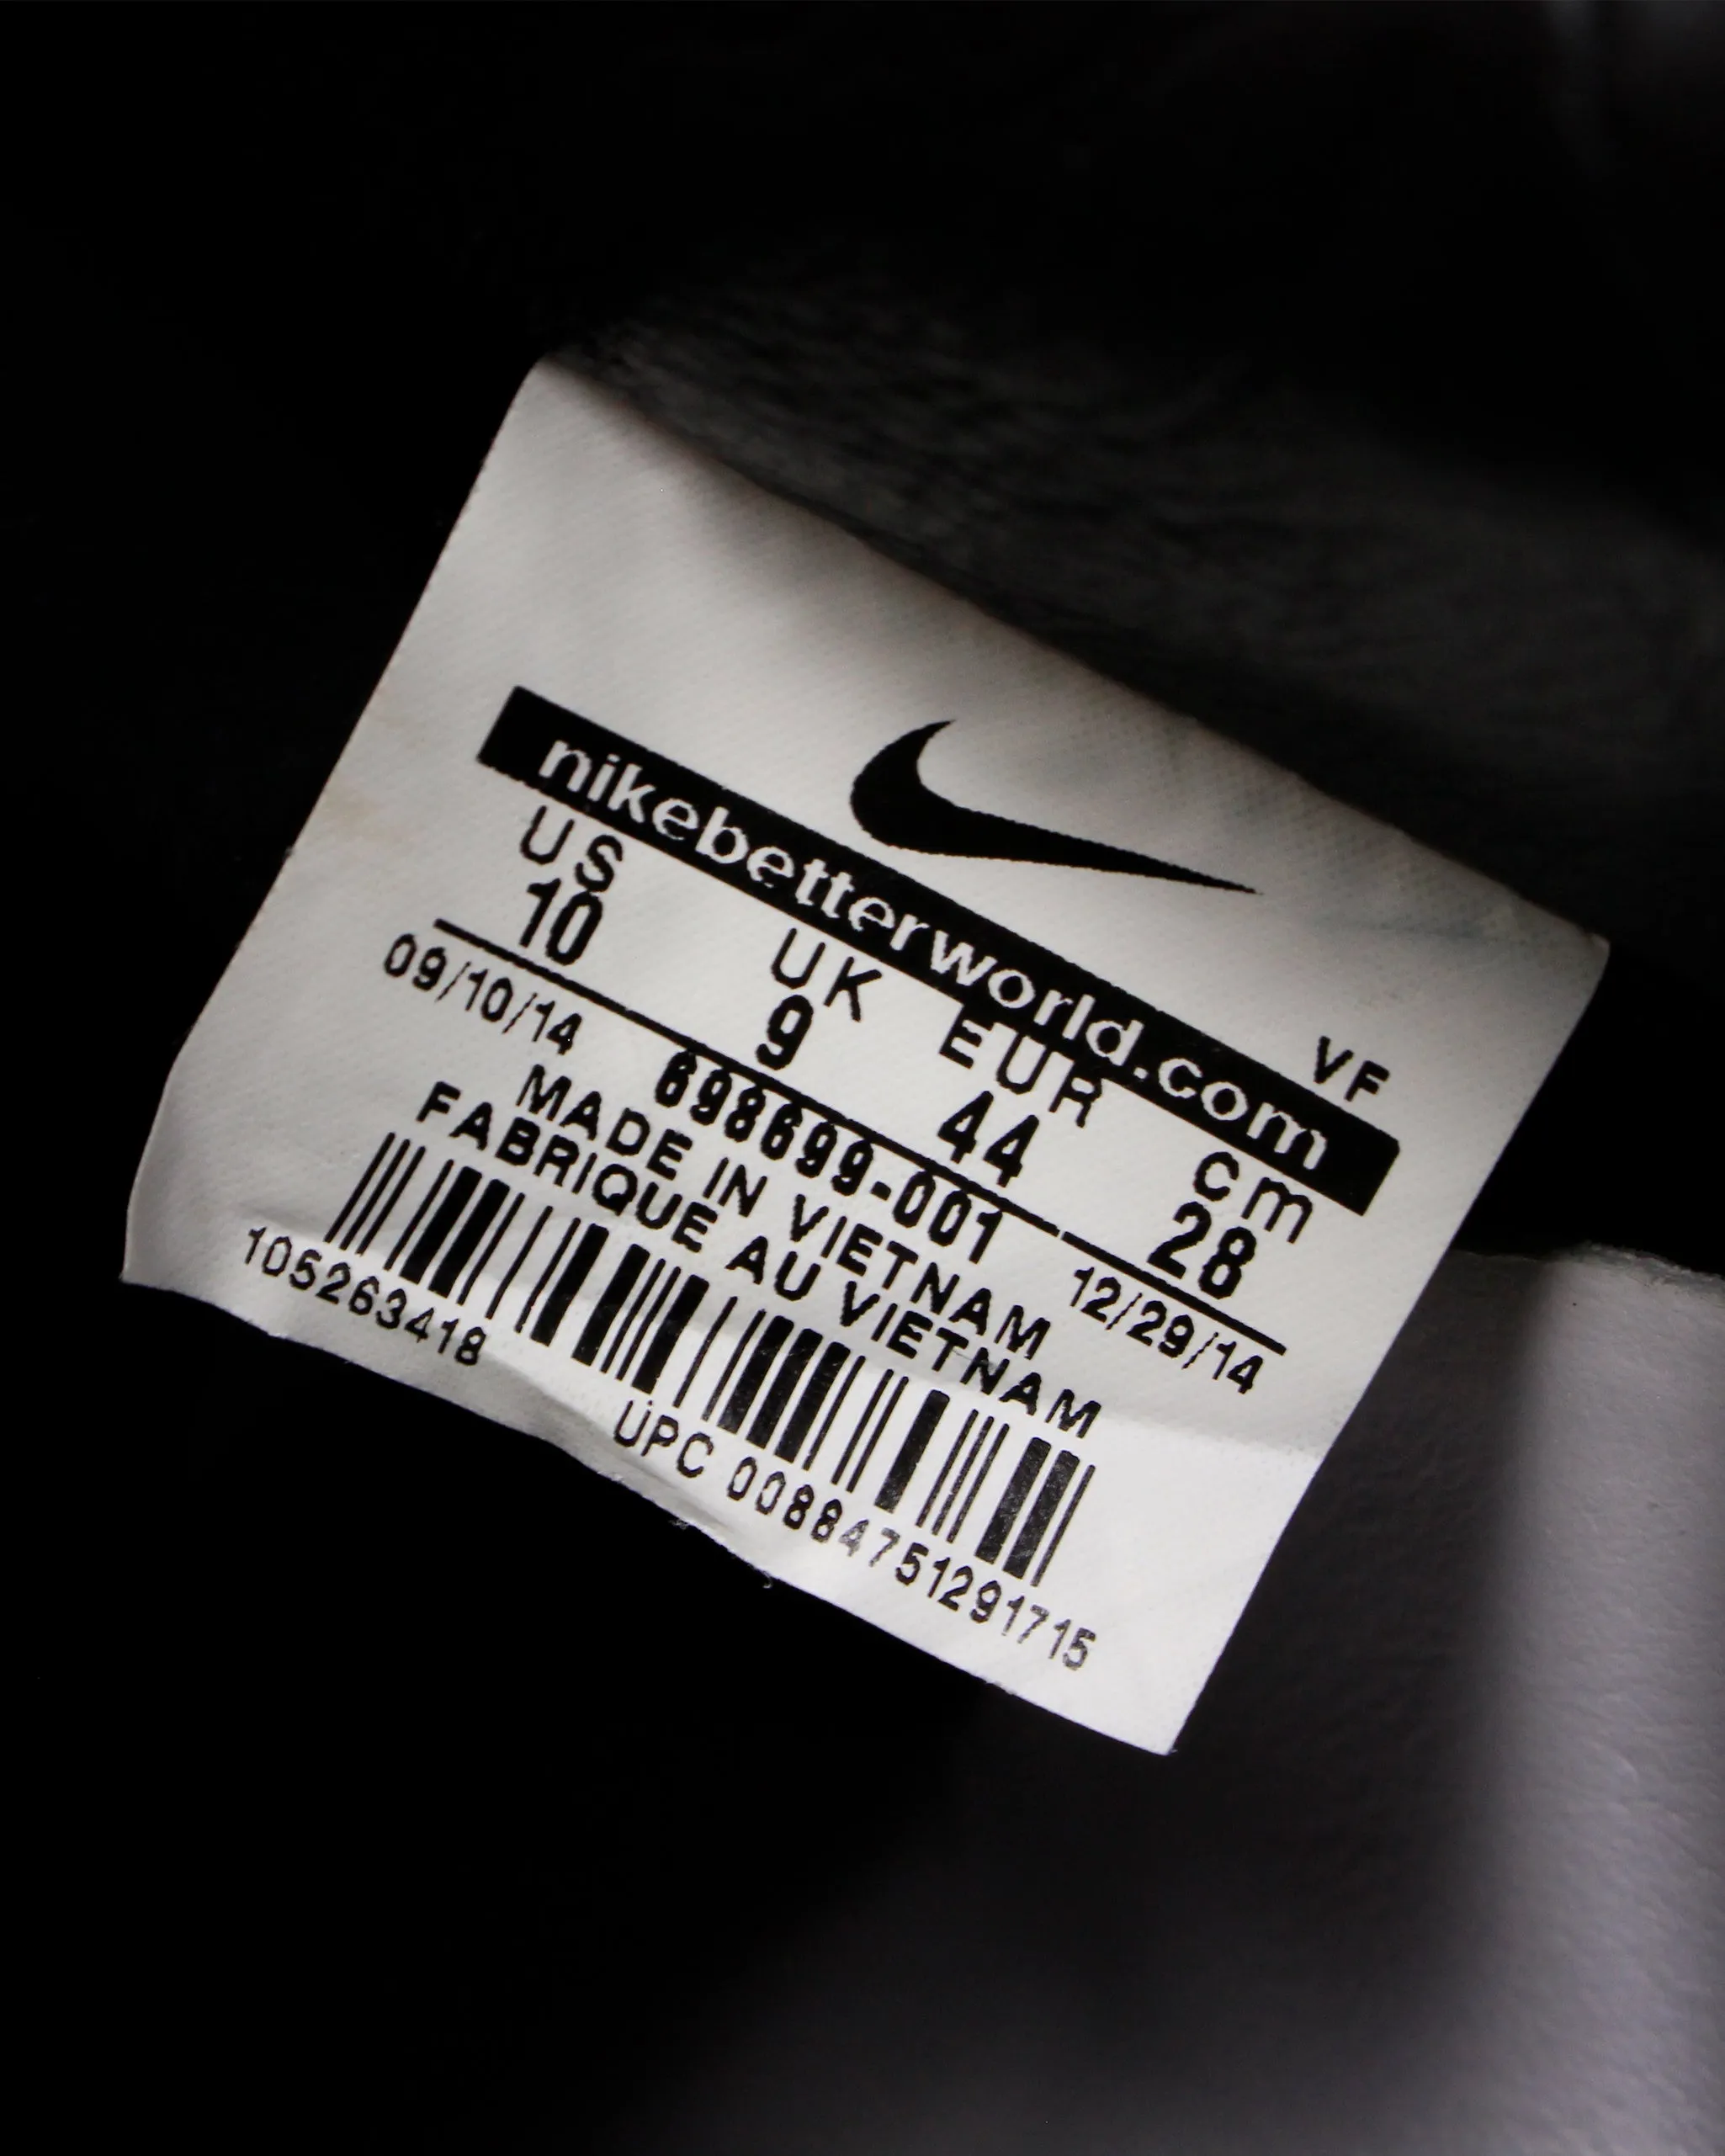 nikebetterworld.com
VF
US UK EUR cm
10 9 44 28
09/10/14 698699-001 12/29/14
MADE IN VIETNAM
FABRIQUE AU VIETNAM
105263418
UPC 00884751291715